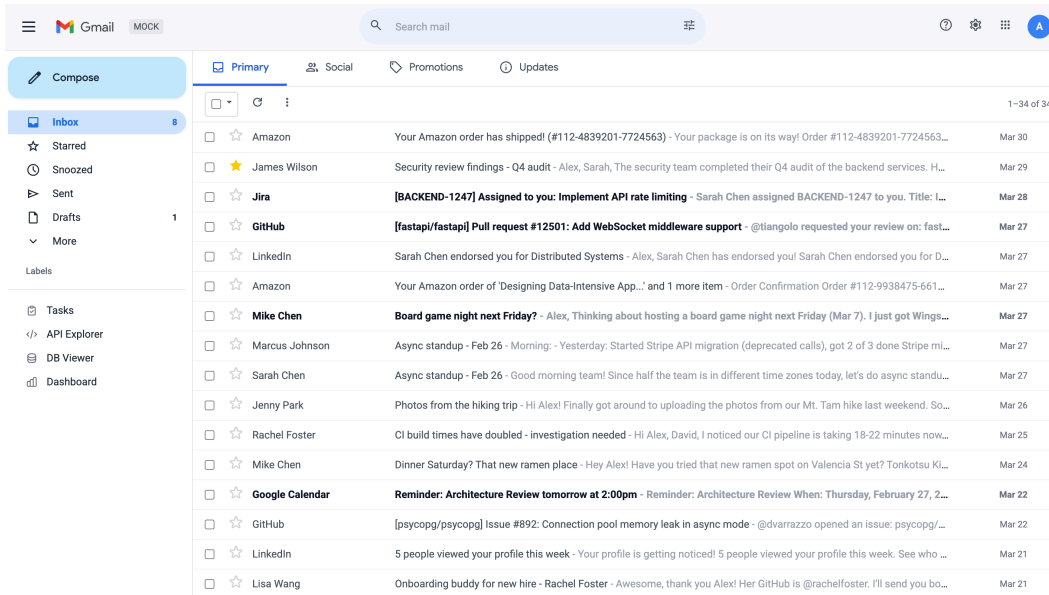 Gmail MOCK Search mail A
Compose
Primary Social Promotions Updates
1–34 of 34
Inbox 8
Starred
Snoozed
Sent
Drafts 1
More
Labels
Tasks
API Explorer
DB Viewer
Dashboard
Amazon Your Amazon order has shipped! (#112-4839201-7724563) - Your package is on its way! Order #112-4839201-7724563... Mar 30
James Wilson Security review findings - Q4 audit - Alex, Sarah, The security team completed their Q4 audit of the backend services. H... Mar 29
Jira [BACKEND-1247] Assigned to you: Implement API rate limiting - Sarah Chen assigned BACKEND-1247 to you. Title: I... Mar 28
GitHub [fastapi/fastapi] Pull request #12501: Add WebSocket middleware support - @tiangolo requested your review on: fast... Mar 27
LinkedIn Sarah Chen endorsed you for Distributed Systems - Alex, Sarah Chen has endorsed you! Sarah Chen endorsed you for D... Mar 27
Amazon Your Amazon order of 'Designing Data-Intensive App...' and 1 more item - Order Confirmation Order #112-9938475-661... Mar 27
Mike Chen Board game night next Friday? - Alex, Thinking about hosting a board game night next Friday (Mar 7). I just got Wings... Mar 27
Marcus Johnson Async standup - Feb 26 - Morning: - Yesterday: Started Stripe API migration (deprecated calls), got 2 of 3 done Stripe mi... Mar 27
Sarah Chen Async standup - Feb 26 - Good morning team! Since half the team is in different time zones today, let's do async standu... Mar 27
Jenny Park Photos from the hiking trip - Hi Alex! Finally got around to uploading the photos from our Mt. Tam hike last weekend. So... Mar 26
Rachel Foster CI build times have doubled - investigation needed - Hi Alex, David, I noticed our CI pipeline is taking 18-22 minutes now... Mar 25
Mike Chen Dinner Saturday? That new ramen place - Hey Alex! Have you tried that new ramen spot on Valencia St yet? Tonkotsu Ki... Mar 24
Google Calendar Reminder: Architecture Review tomorrow at 2:00pm - Reminder: Architecture Review When: Thursday, February 27, 2... Mar 22
GitHub [psycopg/psycopg] Issue #892: Connection pool memory leak in async mode - @dvarrazzo opened an issue: psycopg/... Mar 22
LinkedIn 5 people viewed your profile this week - Your profile is getting noticed! 5 people viewed your profile this week. See who ... Mar 21
Lisa Wang Onboarding buddy for new hire - Rachel Foster - Awesome, thank you Alex! Her GitHub is @rachelfoster. I'll send you bo... Mar 21